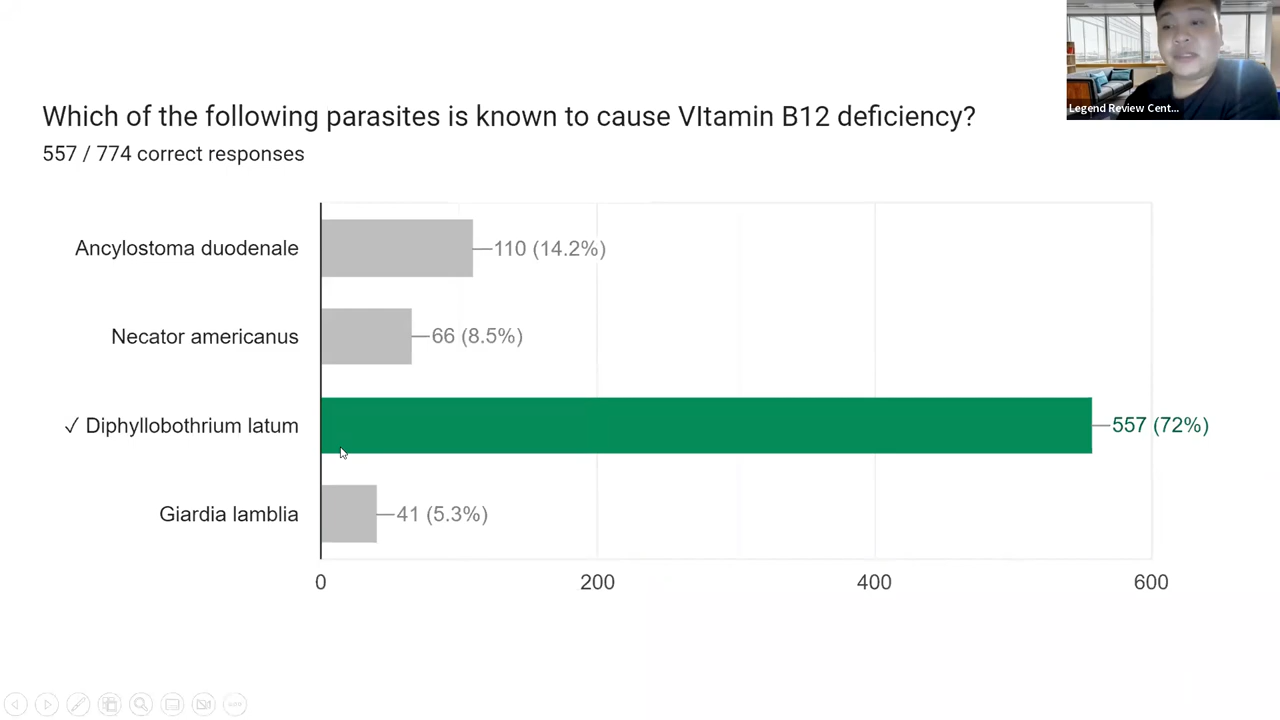 Legend Review Cent...
Which of the following parasites is known to cause VItamin B12 deficiency?
557 / 774 correct responses
Ancylostoma duodenale 110 (14.2%)
Necator americanus 66 (8.5%)
✓ Diphyllobothrium latum 557 (72%)
Giardia lamblia 41 (5.3%)
0 200 400 600